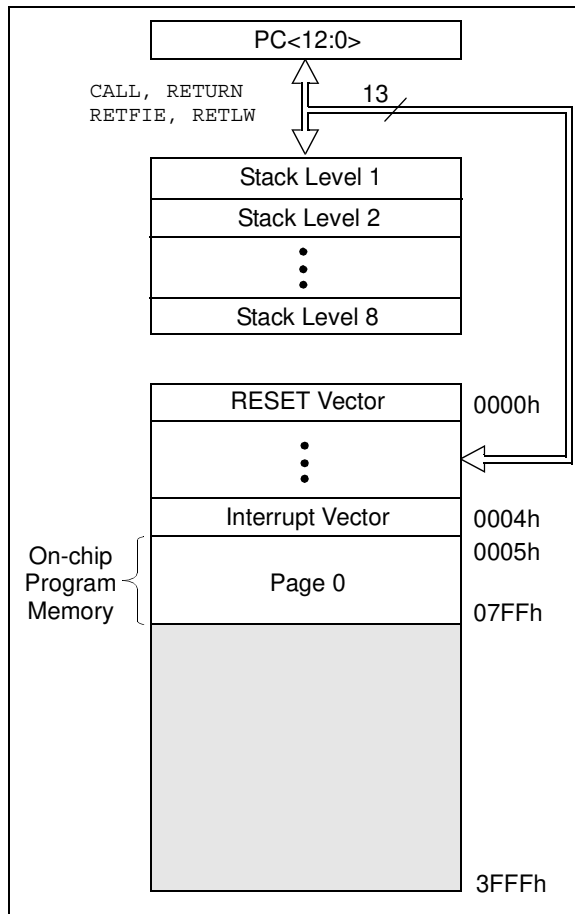 PC<12:0>
CALL, RETURN
RETFIE, RETLW
13
Stack Level 1
Stack Level 2
Stack Level 8
RESET Vector
0000h
Interrupt Vector
0004h
0005h
On-chip
Program
Memory
Page 0
07FFh
3FFFh